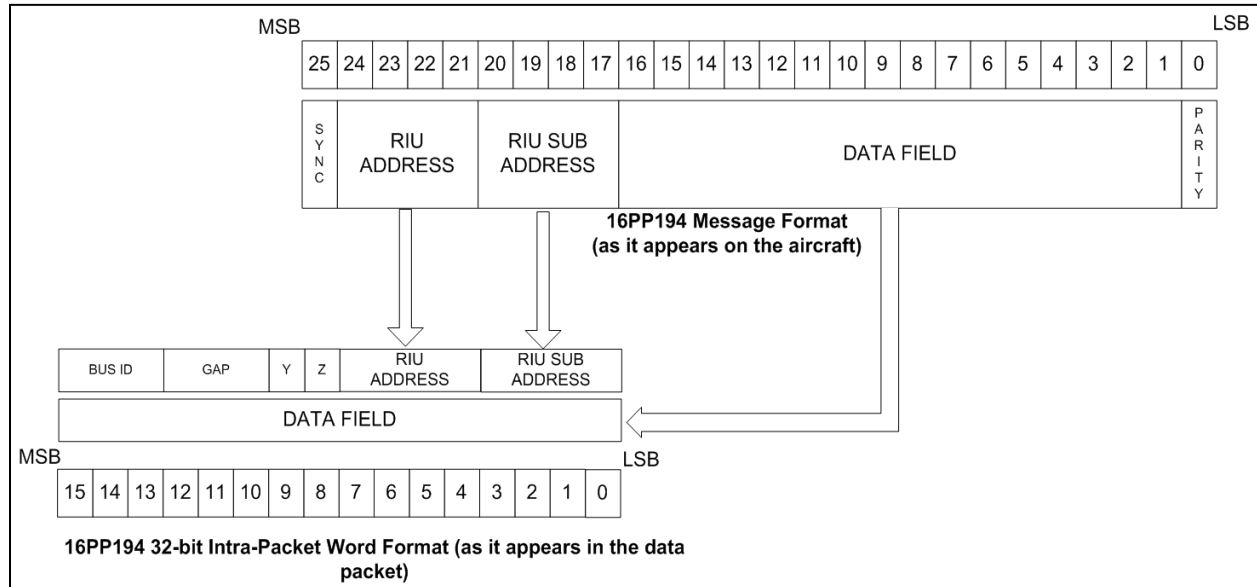 MSB LSB
25 24 23 22 21 20 19 18 17 16 15 14 13 12 11 10 9 8 7 6 5 4 3 2 1 0
SYNC
RIU
ADDRESS
RIU SUB
ADDRESS
DATA FIELD
PARITY
16PP194 Message Format
(as it appears on the aircraft)
BUS ID
GAP
Y
Z
RIU
ADDRESS
RIU SUB
ADDRESS
DATA FIELD
MSB LSB
15 14 13 12 11 10 9 8 7 6 5 4 3 2 1 0
16PP194 32-bit Intra-Packet Word Format (as it appears in the data
packet)